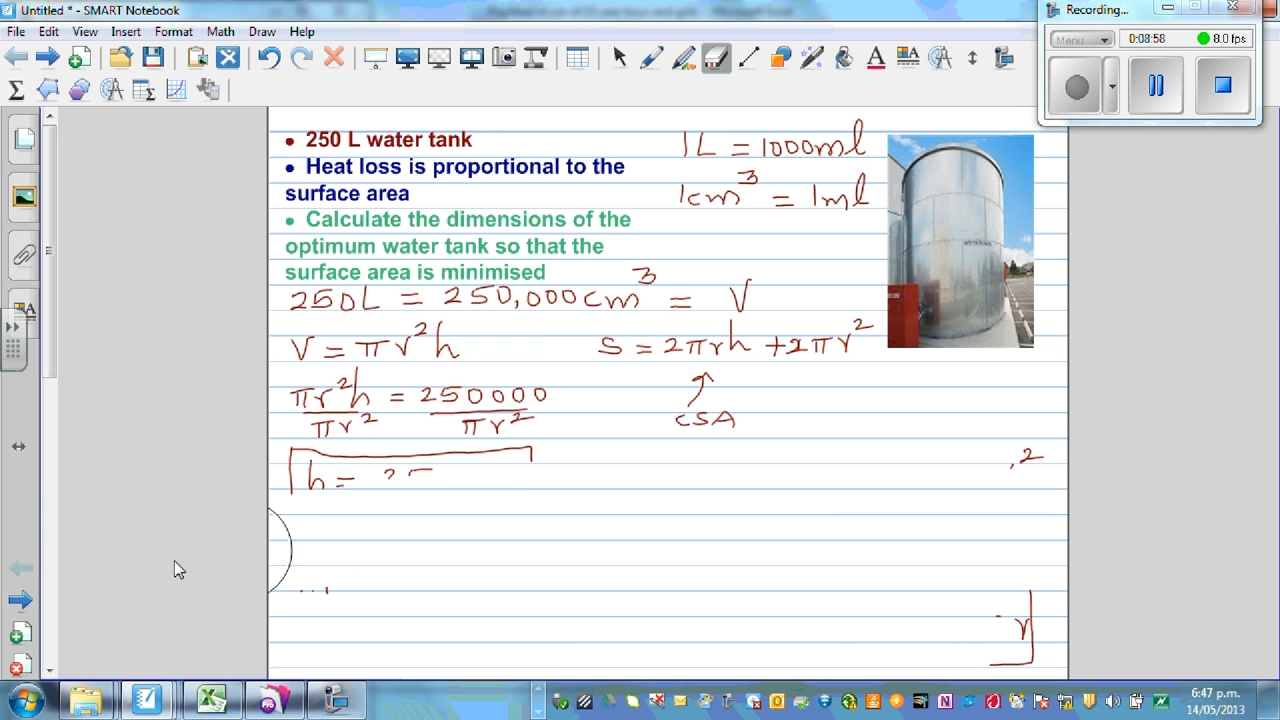 Untitled * - SMART Notebook
Recording...
File Edit View Insert Format Math Draw Help
Menu
0:08:58
8.0 fps
• 250 L water tank
• Heat loss is proportional to the
surface area
• Calculate the dimensions of the
optimum water tank so that the
surface area is minimised
1L = 1000ml
1cm³ = 1ml
250L = 250,000cm³ = V
V = πr²h
S = 2πrh + 2πr²
πr²h = 250000
πr² πr²
CSA
h = 25
2
r
6:47 p.m.
14/05/2013